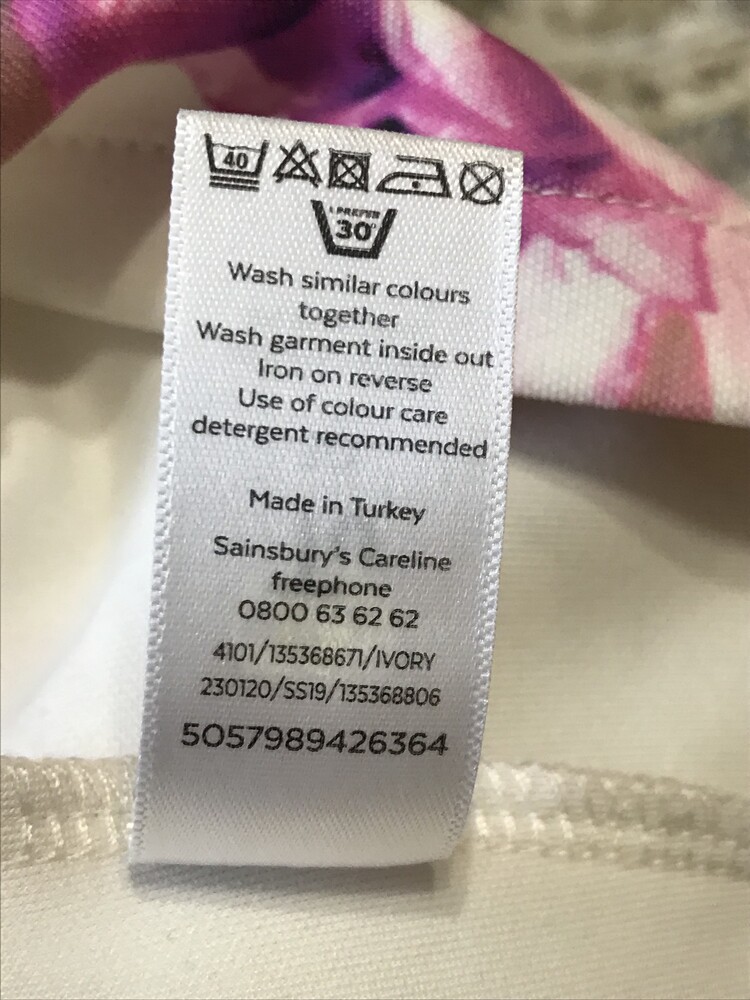 40
I PREFER
30°
Wash similar colours
together
Wash garment inside out
Iron on reverse
Use of colour care
detergent recommended
Made in Turkey
Sainsbury's Careline
freephone
0800 63 62 62
4101/135368671/IVORY
230120/SS19/135368806
5057989426364